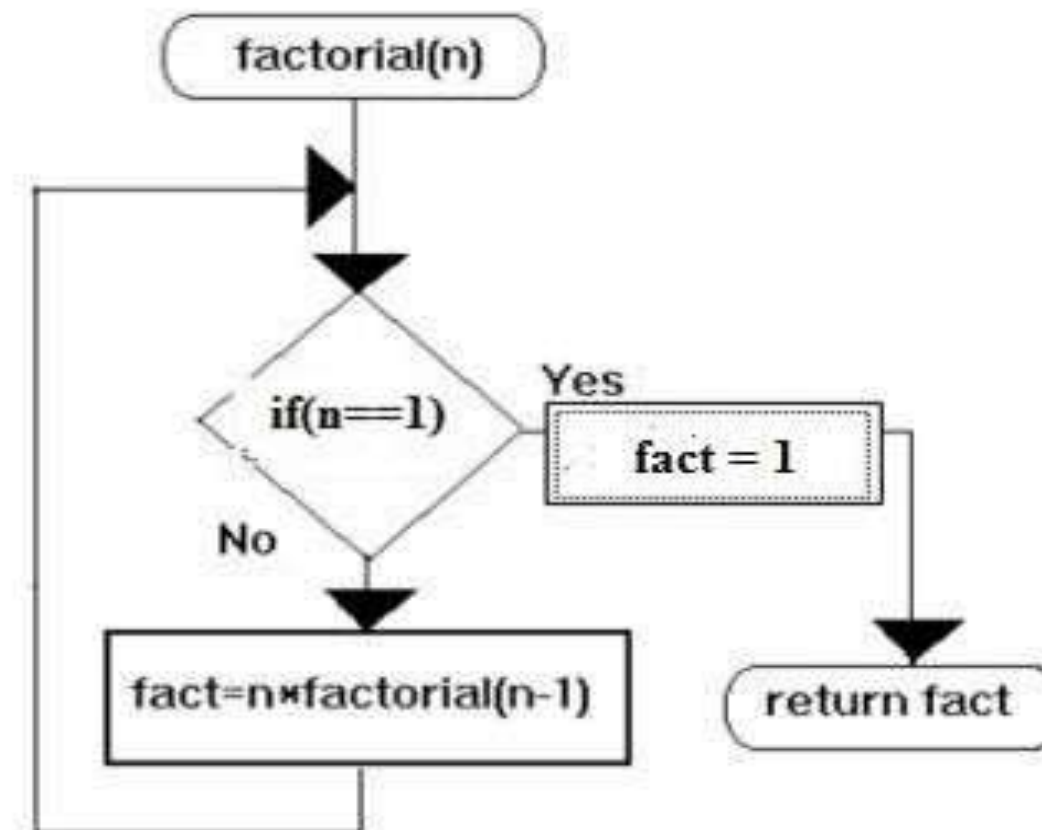 factorial(n)
if(n==1)
Yes
fact = 1
No
fact=n*factorial(n-1)
return fact